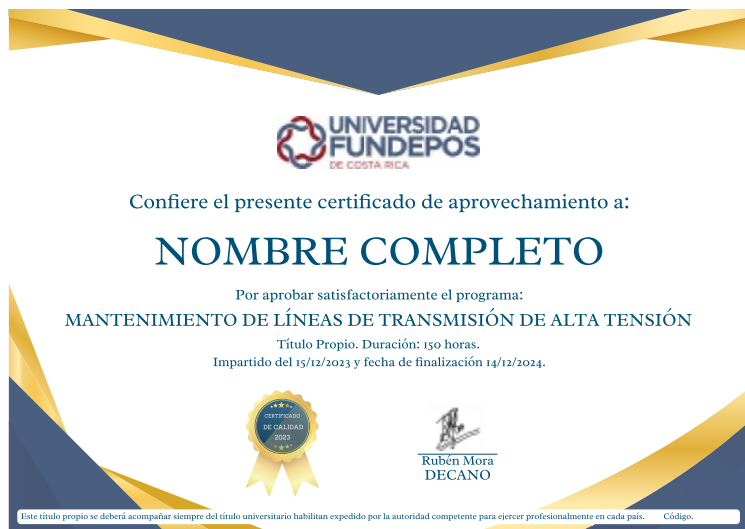 UNIVERSIDAD
FUNDEPOS
DE COSTA RICA
Confiere el presente certificado de aprovechamiento a:
NOMBRE COMPLETO
Por aprobar satisfactoriamente el programa:
MANTENIMIENTO DE LÍNEAS DE TRANSMISIÓN DE ALTA TENSIÓN
Título Propio. Duración: 150 horas.
Impartido del 15/12/2023 y fecha de finalización 14/12/2024.
CERTIFICADO
DE CALIDAD
2023
Rubén Mora
DECANO
Este título propio se deberá acompañar siempre del título universitario habilitan expedido por la autoridad competente para ejercer profesionalmente en cada país. Código.